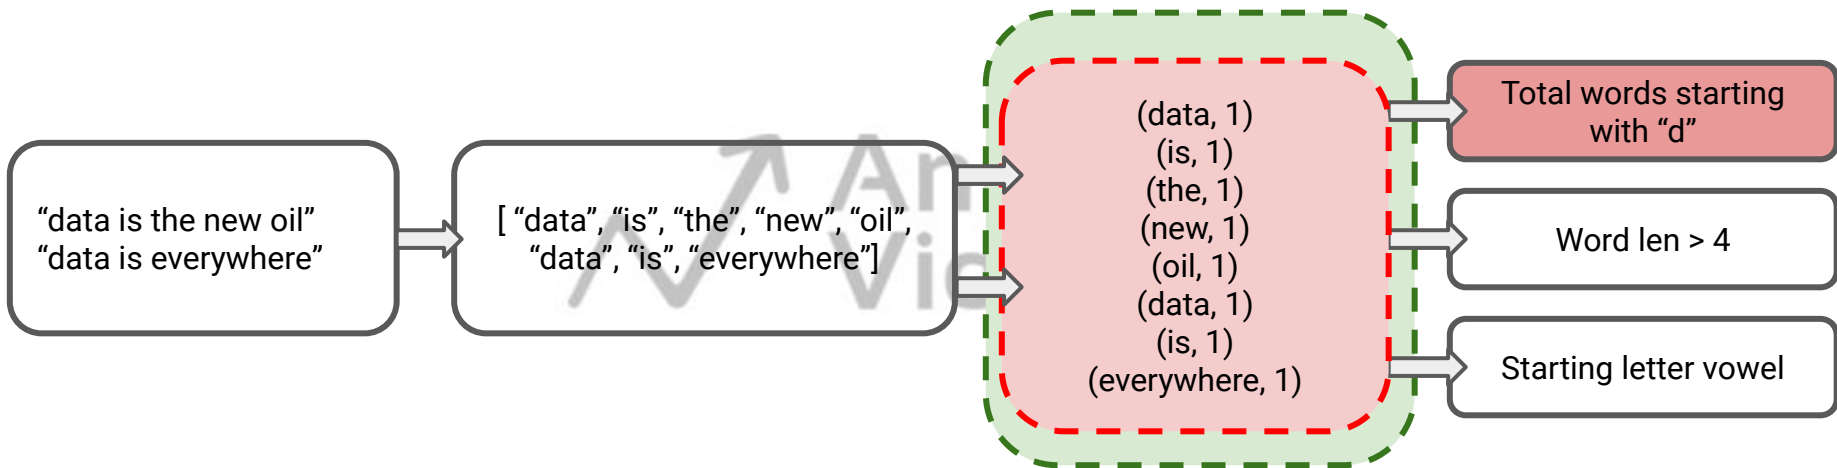 “data is the new oil”
“data is everywhere”
[ “data”, “is”, “the”, “new”, “oil”,
“data”, “is”, “everywhere”]
(data, 1)
(is, 1)
(the, 1)
(new, 1)
(oil, 1)
(data, 1)
(is, 1)
(everywhere, 1)
Total words starting
with “d”
Word len > 4
Starting letter vowel